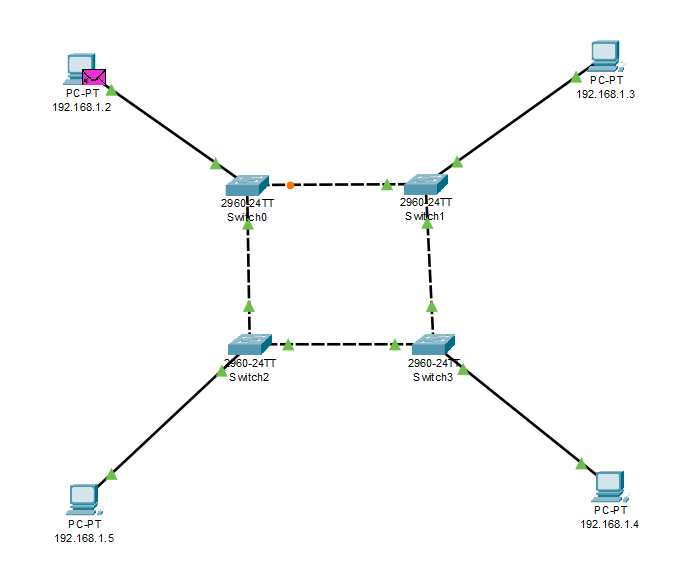 PC-PT
192.168.1.2
PC-PT
192.168.1.3
2960-24TT
Switch0
2960-24TT
Switch1
2960-24TT
Switch2
2960-24TT
Switch3
PC-PT
192.168.1.5
PC-PT
192.168.1.4